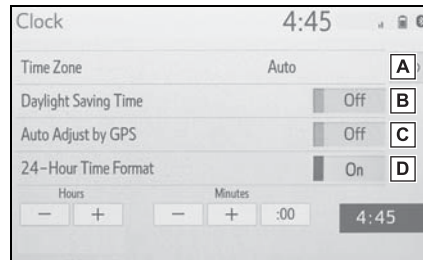 Clock 4:45
Time Zone Auto A
Daylight Saving Time Off B
Auto Adjust by GPS Off C
24-Hour Time Format On D
Hours Minutes
− + − + :00 4:45